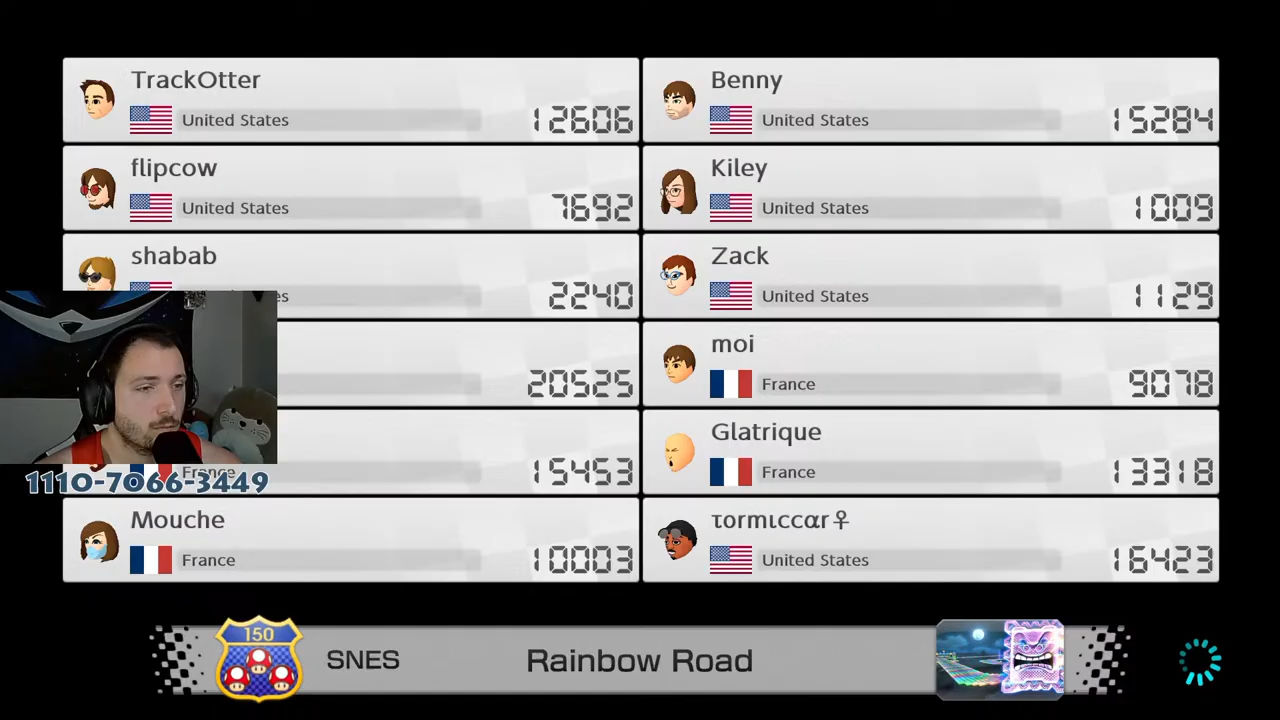 TrackOtter
United States
12606
Benny
United States
15284
flipcow
United States
7692
Kiley
United States
1009
shabab
2240
Zack
United States
1129
20525
moi
France
9078
France
15453
Glatrique
France
13318
1110-7066-3449
Mouche
France
10003
τormιccαr♀
United States
16423
150
SNES
Rainbow Road